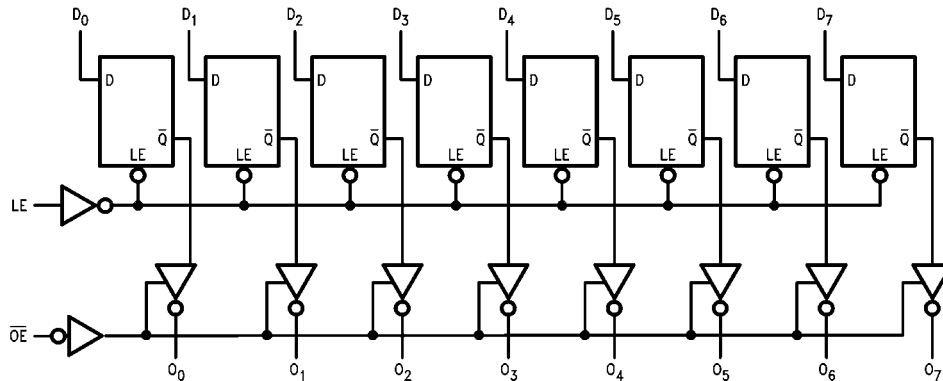 D₀ D₁ D₂ D₃ D₄ D₅ D₆ D₇
D D D D D D D D
Q̅ Q̅ Q̅ Q̅ Q̅ Q̅ Q̅ Q̅
LE LE LE LE LE LE LE LE
LE
O̅E̅
O₀ O₁ O₂ O₃ O₄ O₅ O₆ O₇